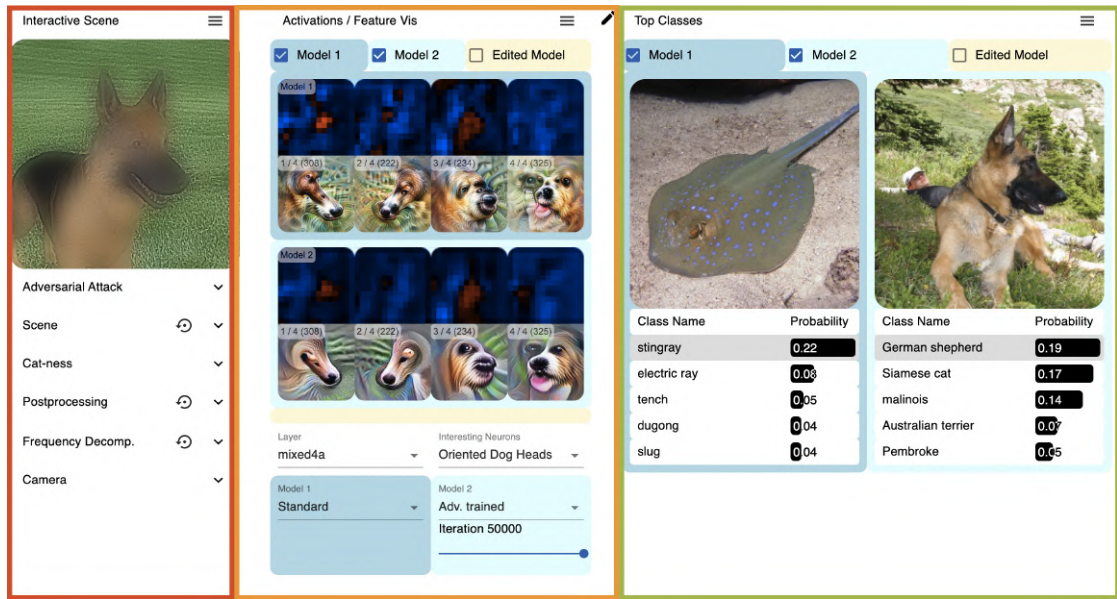 Interactive Scene
Adversarial Attack
Scene
Cat-ness
Postprocessing
Frequency Decomp.
Camera
Activations / Feature Vis
Model 1
Model 2
Edited Model
Model 1
1 / 4 (308)
2 / 4 (222)
3 / 4 (234)
4 / 4 (325)
Model 2
1 / 4 (308)
2 / 4 (222)
3 / 4 (234)
4 / 4 (325)
Layer
mixed4a
Interesting Neurons
Oriented Dog Heads
Model 1
Standard
Model 2
Adv. trained
Iteration 50000
Top Classes
Model 1
Model 2
Edited Model
Class Name Probability
stingray 0.22
electric ray 0.08
tench 0.05
dugong 0.04
slug 0.04
Class Name Probability
German shepherd 0.19
Siamese cat 0.17
malinois 0.14
Australian terrier 0.07
Pembroke 0.05